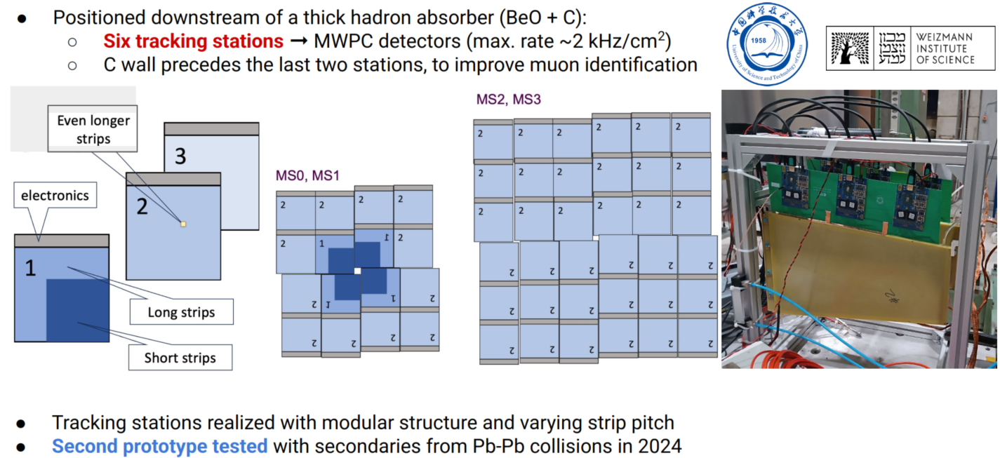 ● Positioned downstream of a thick hadron absorber (BeO + C):
○ Six tracking stations → MWPC detectors (max. rate ~2 kHz/cm²)
○ C wall precedes the last two stations, to improve muon identification
中国科学技术大学
1958
University of Science and Technology of China
מכון
ויצמן
למדע
WEIZMANN
INSTITUTE
OF SCIENCE
Even longer
strips
3
electronics
2
1
Long strips
Short strips
MS0, MS1
2 2 2 2
2 1 1 2
2 1 1 2
2 2 2 2
MS2, MS3
2 2 2 2 2 2
2 2 2 2 2 2
2 2 2 2 2 2
2 2 2 2 2 2
2 2 2 2 2 2
2 2 2 2 2 2
● Tracking stations realized with modular structure and varying strip pitch
● Second prototype tested with secondaries from Pb-Pb collisions in 2024